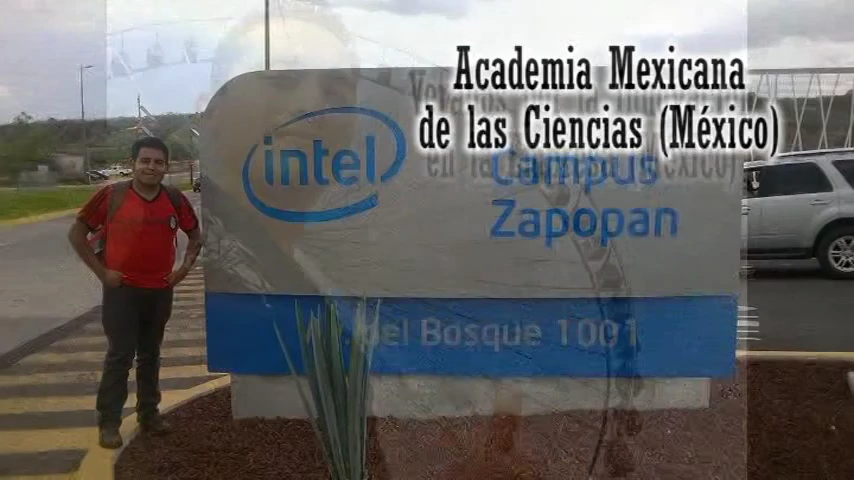 Academia Mexicana
de las Ciencias (México)
intel
Campus
Zapopan
del Bosque 1001